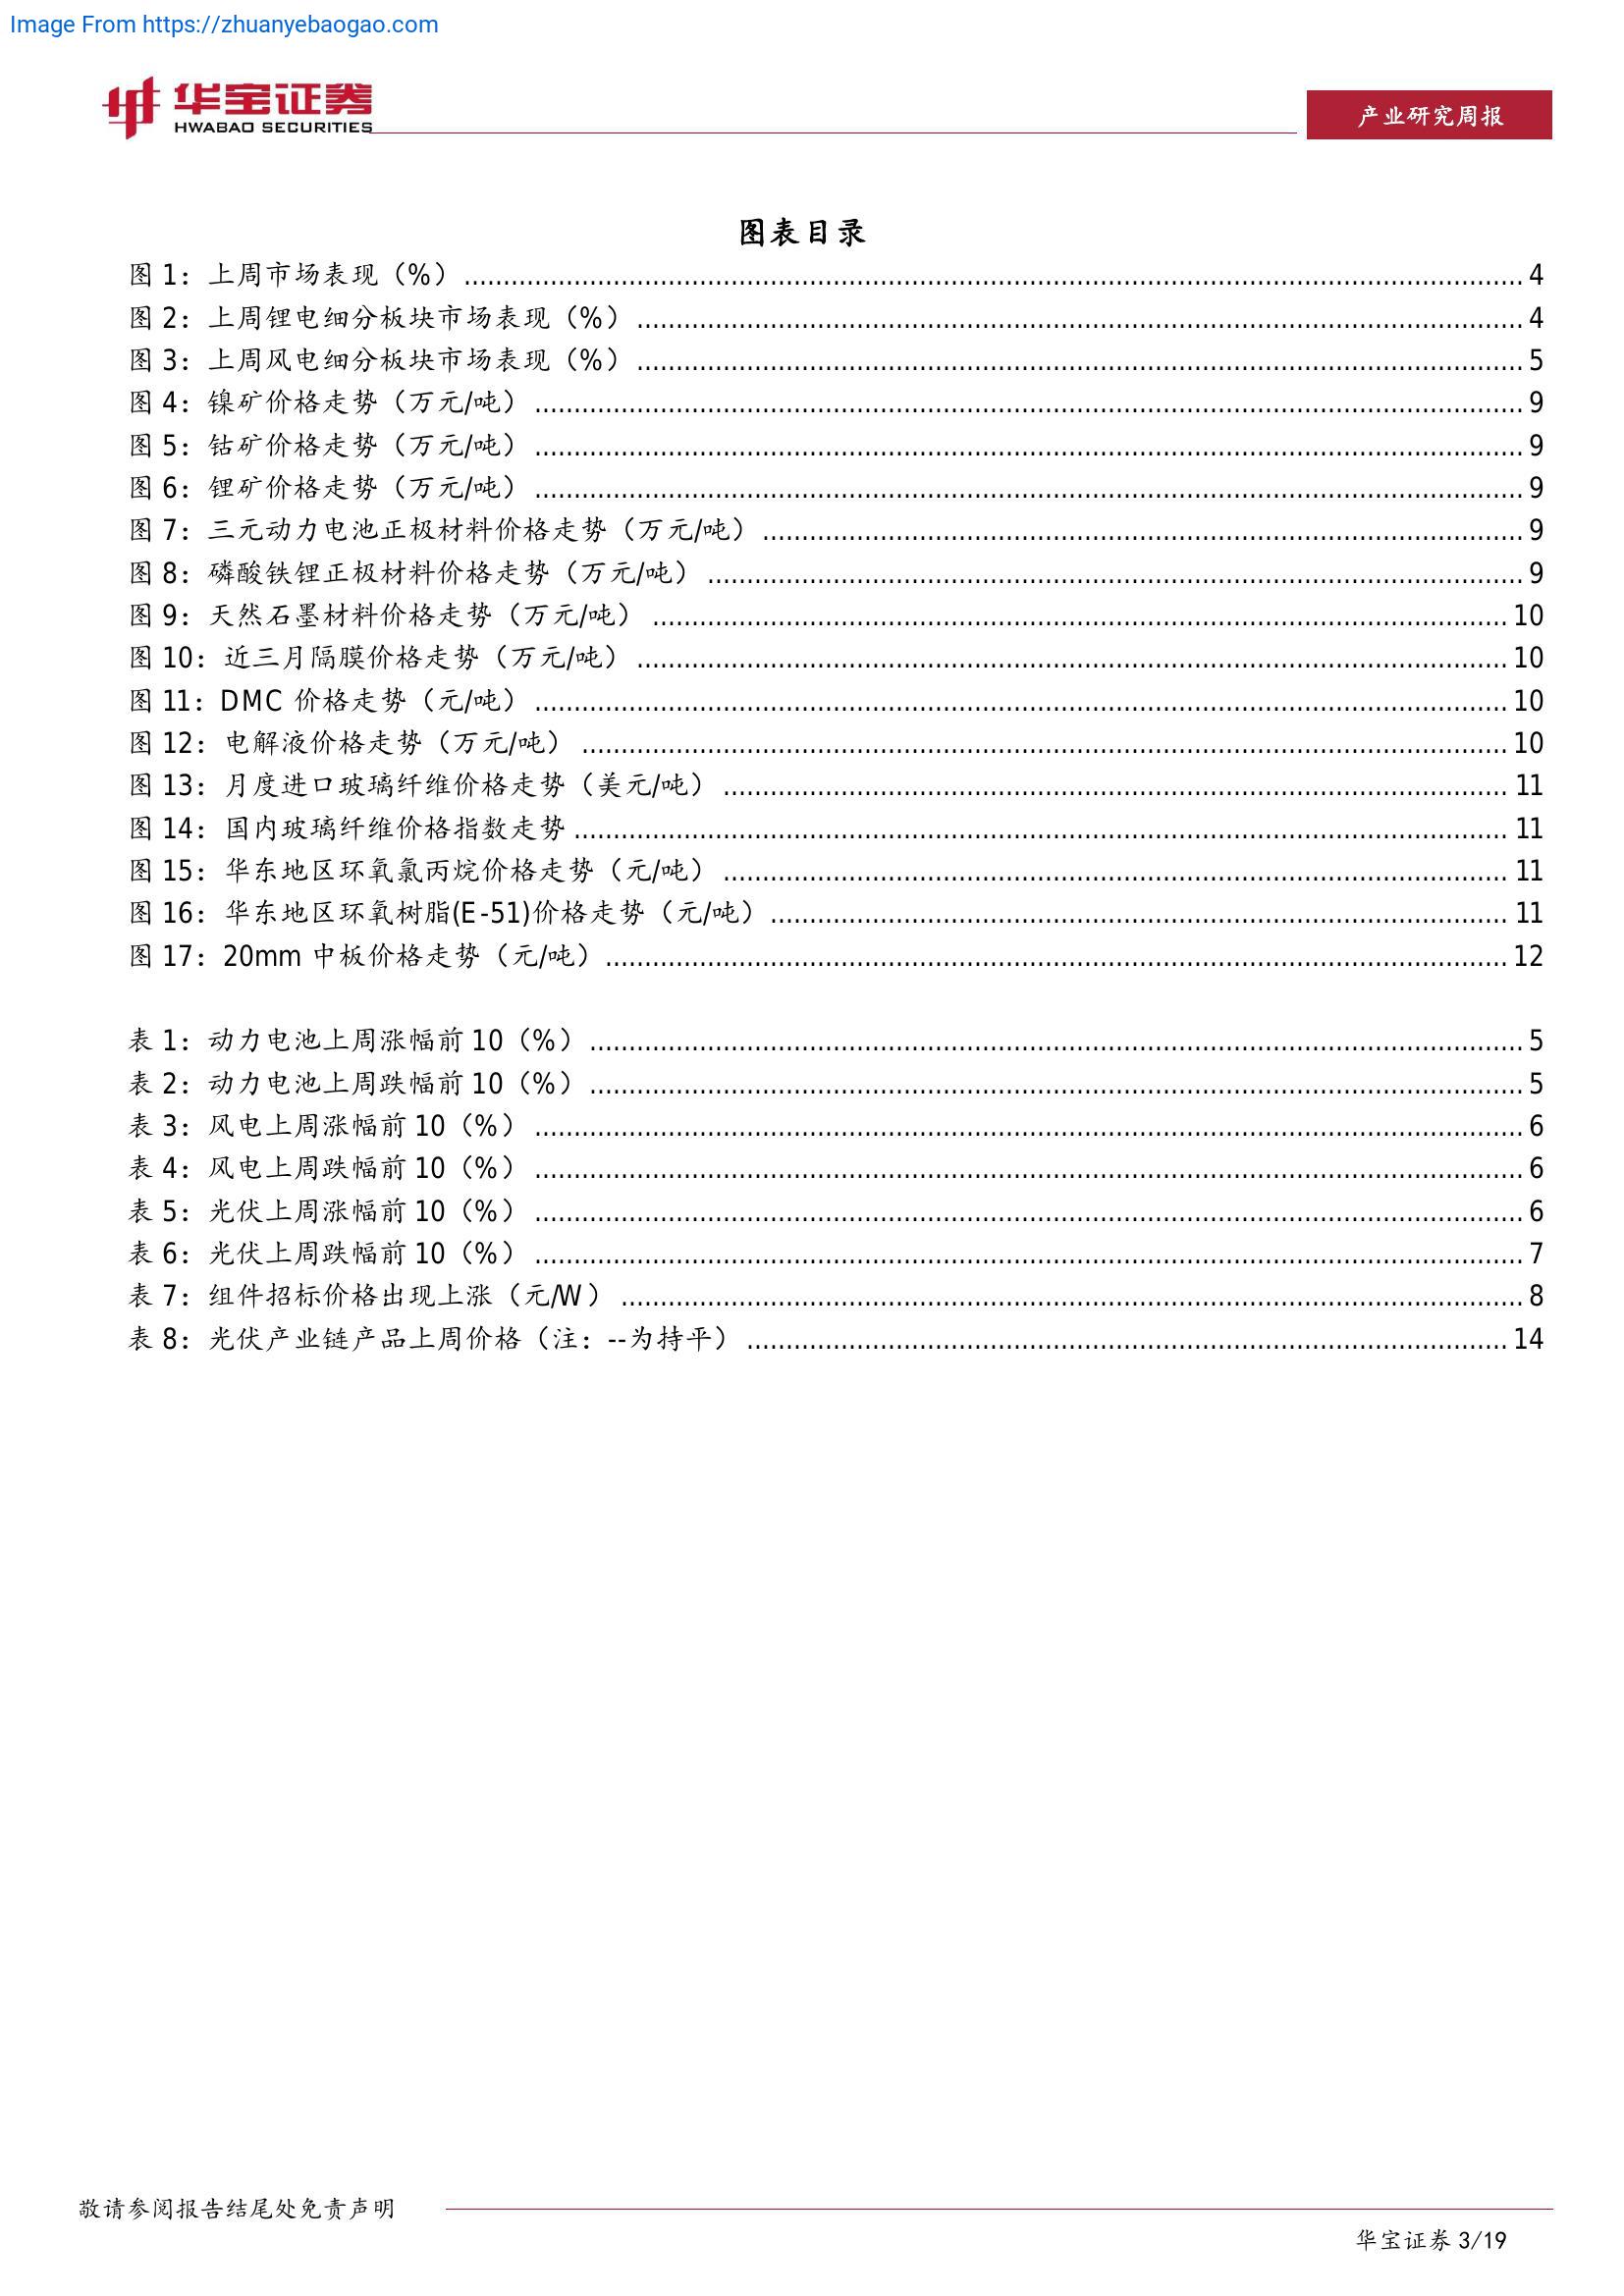 Image From https://zhuanyebaogao.com
华宝证券
HWABAO SECURITIES
产业研究周报
图表目录
图 1：上周市场表现（%）........ 4
图 2：上周锂电细分板块市场表现（%）........ 4
图 3：上周风电细分板块市场表现（%）........ 5
图 4：镍矿价格走势（万元/吨）........ 9
图 5：钴矿价格走势（万元/吨）........ 9
图 6：锂矿价格走势（万元/吨）........ 9
图 7：三元动力电池正极材料价格走势（万元/吨）........ 9
图 8：磷酸铁锂正极材料价格走势（万元/吨）........ 9
图 9：天然石墨材料价格走势（万元/吨）........ 10
图 10：近三月隔膜价格走势（万元/吨）........ 10
图 11：DMC 价格走势（元/吨）........ 10
图 12：电解液价格走势（万元/吨）........ 10
图 13：月度进口玻璃纤维价格走势（美元/吨）........ 11
图 14：国内玻璃纤维价格指数走势........ 11
图 15：华东地区环氧氯丙烷价格走势（元/吨）........ 11
图 16：华东地区环氧树脂(E-51)价格走势（元/吨）........ 11
图 17：20mm 中板价格走势（元/吨）........ 12
表 1：动力电池上周涨幅前 10（%）........ 5
表 2：动力电池上周跌幅前 10（%）........ 5
表 3：风电上周涨幅前 10（%）........ 6
表 4：风电上周跌幅前 10（%）........ 6
表 5：光伏上周涨幅前 10（%）........ 6
表 6：光伏上周跌幅前 10（%）........ 7
表 7：组件招标价格出现上涨（元/W）........ 8
表 8：光伏产业链产品上周价格（注：--为持平）........ 14
敬请参阅报告结尾处免责声明
华宝证券 3/19